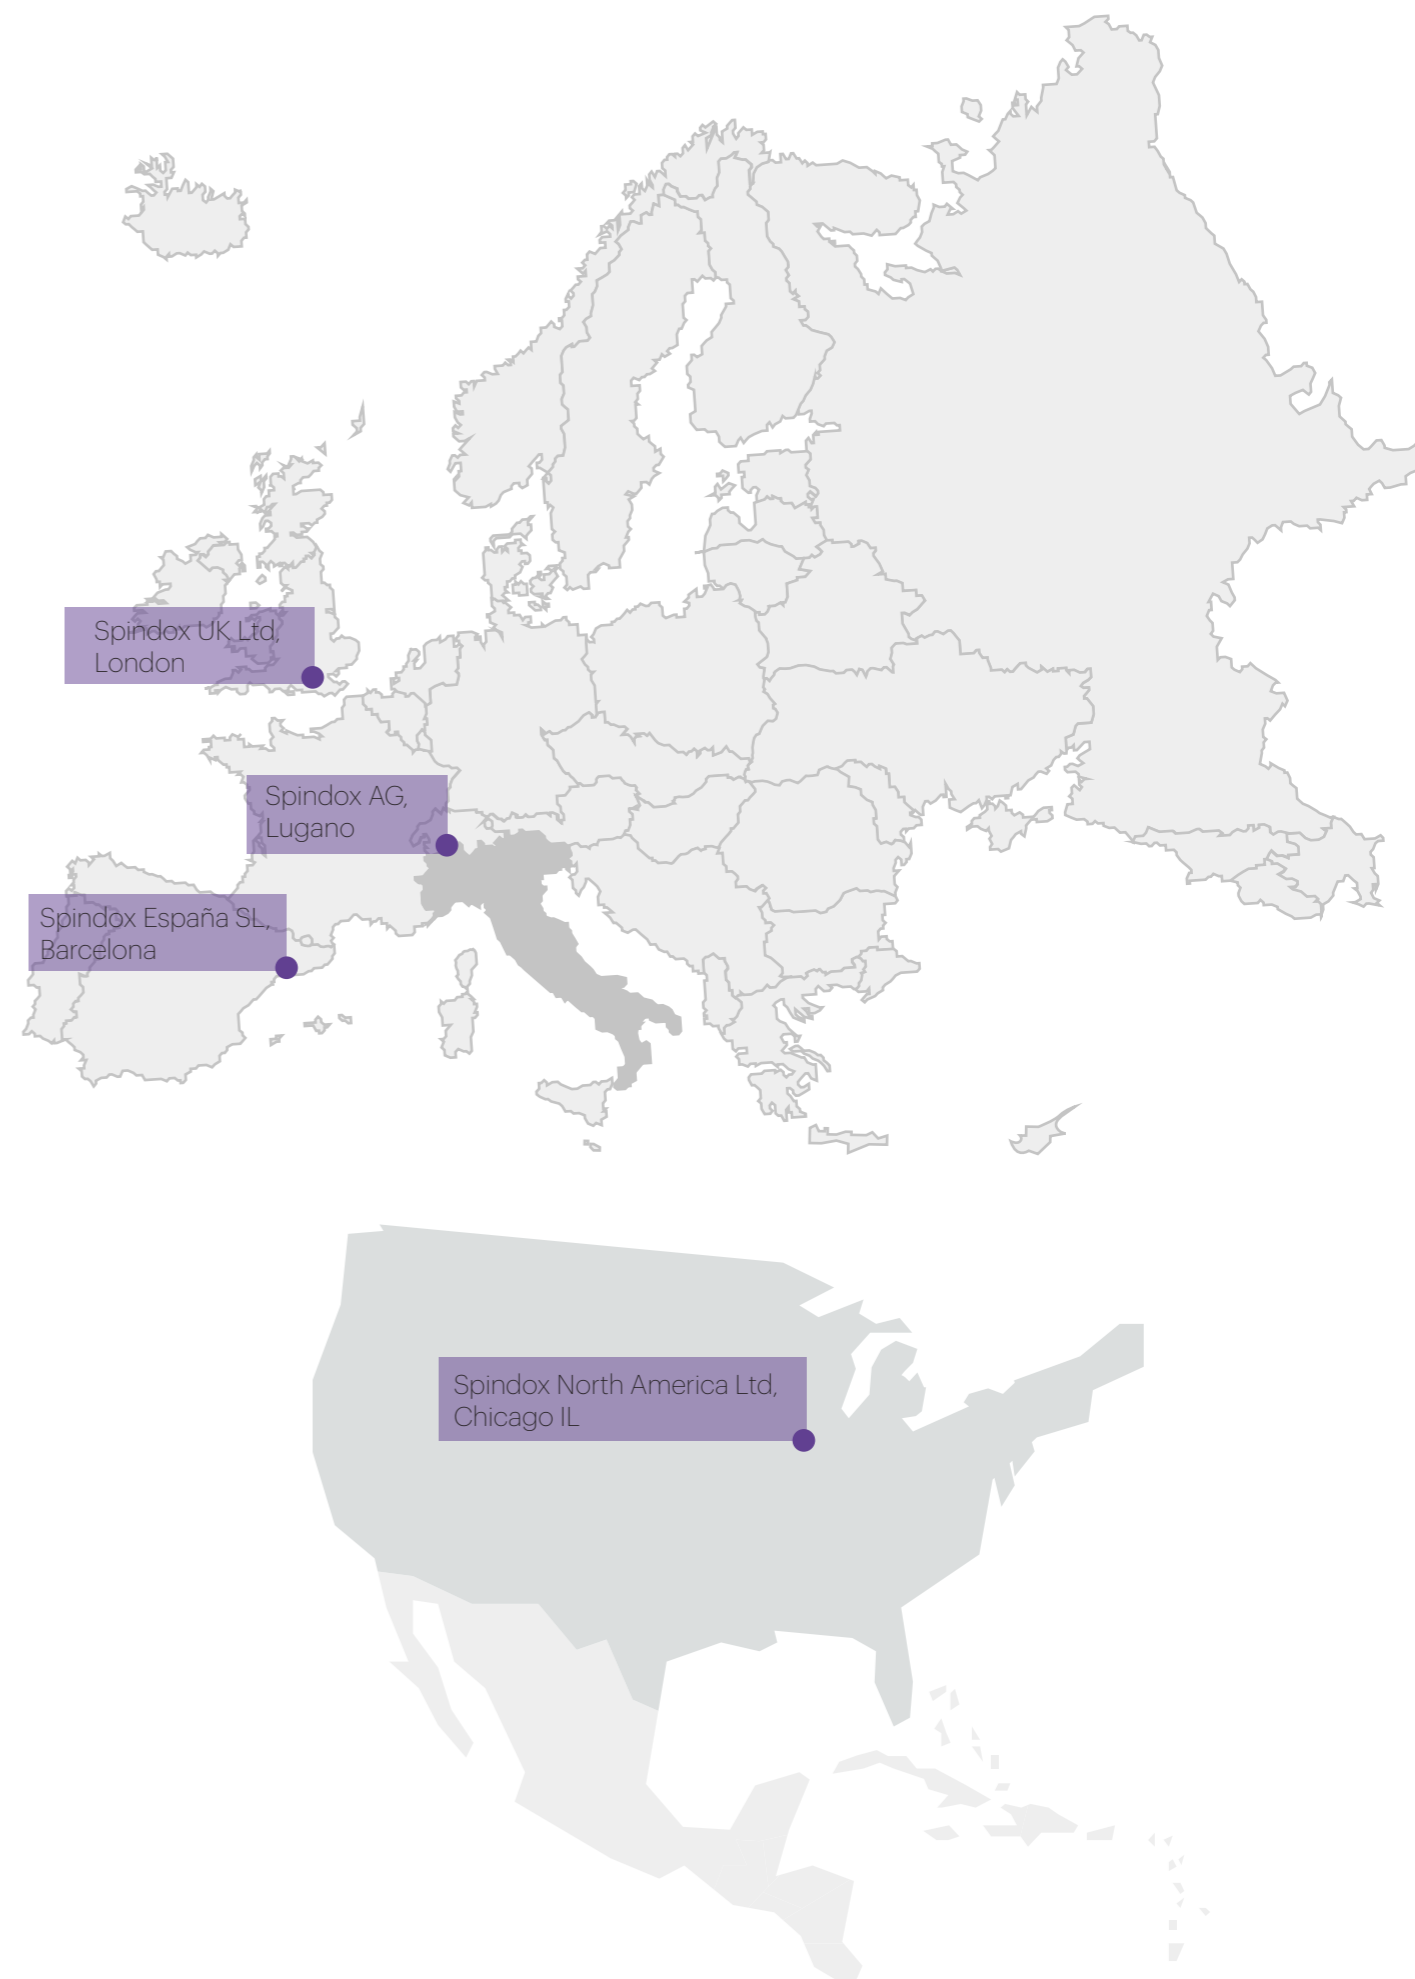 Spindox UK Ltd,
London
Spindox AG,
Lugano
Spindox España SL,
Barcelona
Spindox North America Ltd,
Chicago IL